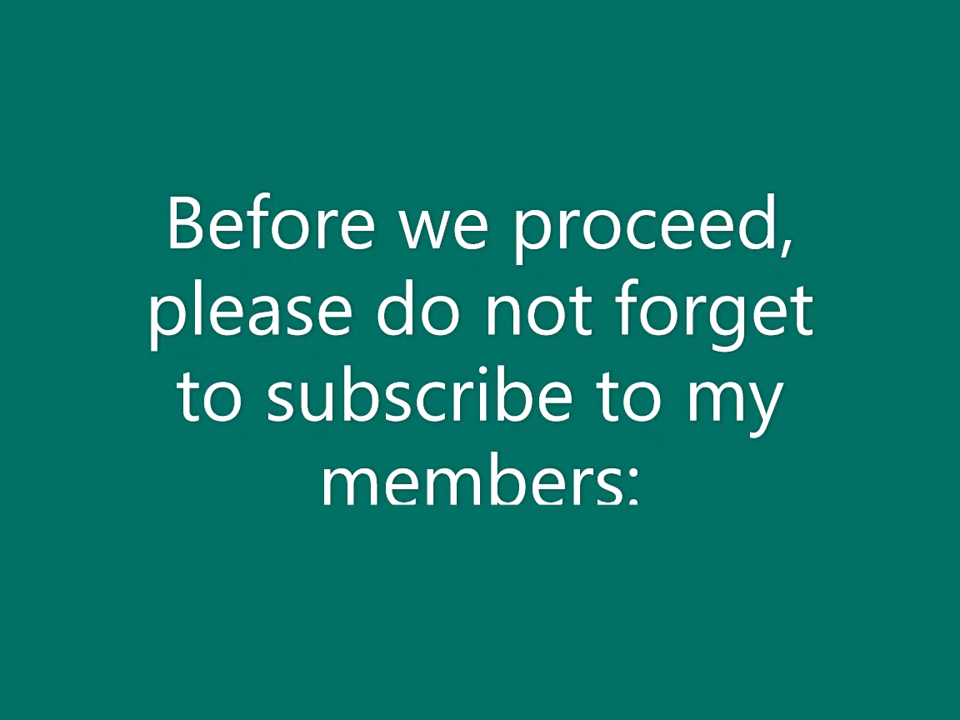 Before we proceed,
please do not forget
to subscribe to my
members: